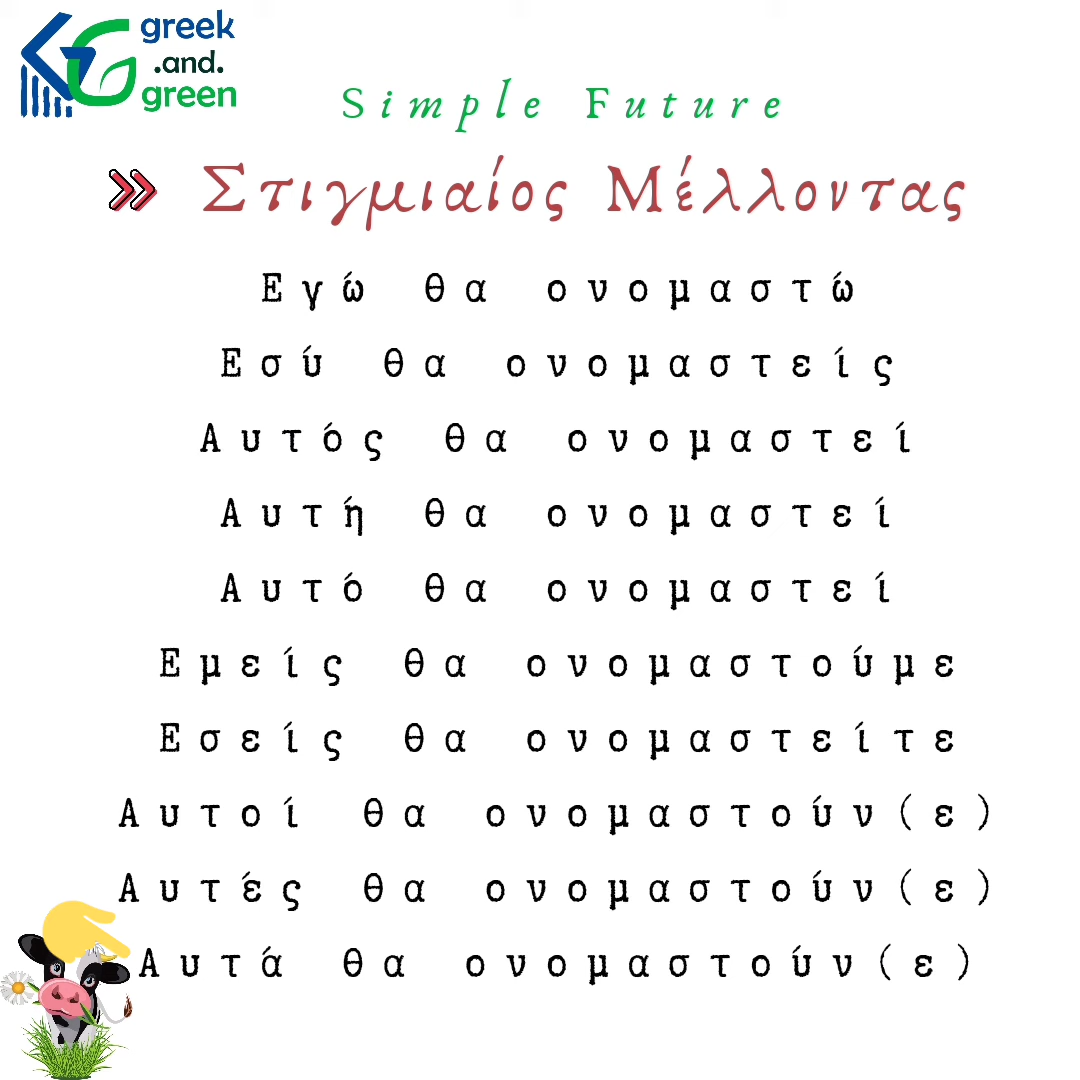 greek
.and.
green
Simple Future
Στιγμιαίος Μέλλοντας
Εγώ θα ονομαστώ
Εσύ θα ονομαστείς
Αυτός θα ονομαστεί
Αυτή θα ονομαστεί
Αυτό θα ονομαστεί
Εμείς θα ονομαστούμε
Εσείς θα ονομαστείτε
Αυτοί θα ονομαστούν(ε)
Αυτές θα ονομαστούν(ε)
Αυτά θα ονομαστούν(ε)